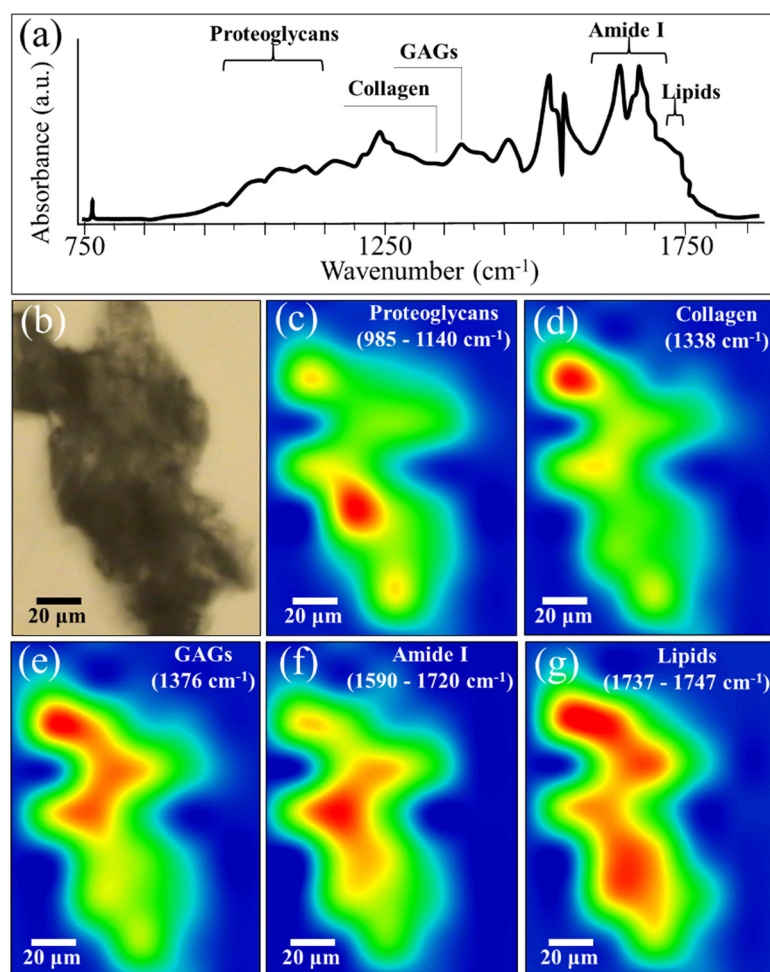 (a)
Proteoglycans
GAGs
Collagen
Amide I
Lipids
Absorbance (a.u.)
750
1250
1750
Wavenumber (cm⁻¹)
(b)
20 µm
(c)
Proteoglycans
(985 - 1140 cm⁻¹)
20 µm
(d)
Collagen
(1338 cm⁻¹)
20 µm
(e)
GAGs
(1376 cm⁻¹)
20 µm
(f)
Amide I
(1590 - 1720 cm⁻¹)
20 µm
(g)
Lipids
(1737 - 1747 cm⁻¹)
20 µm